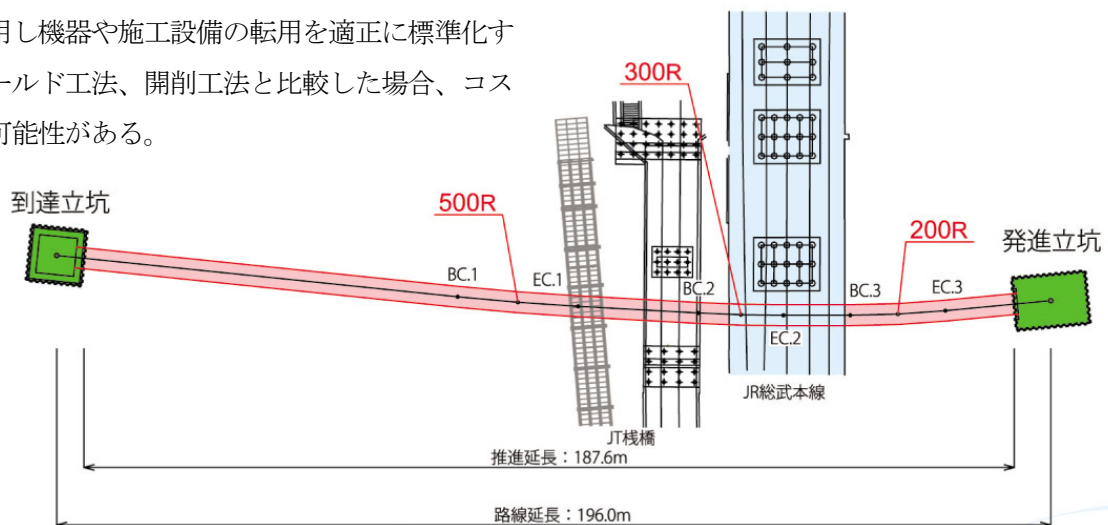 用し機器や施工設備の転用を適正に標準化す
ールド工法、開削工法と比較した場合、コス
可能性がある。
300R
到達立坑
500R
200R
発進立坑
BC.1
EC.1
BC.2
EC.2
BC.3
EC.3
JR総武本線
JT桟橋
推進延長：187.6m
路線延長：196.0m